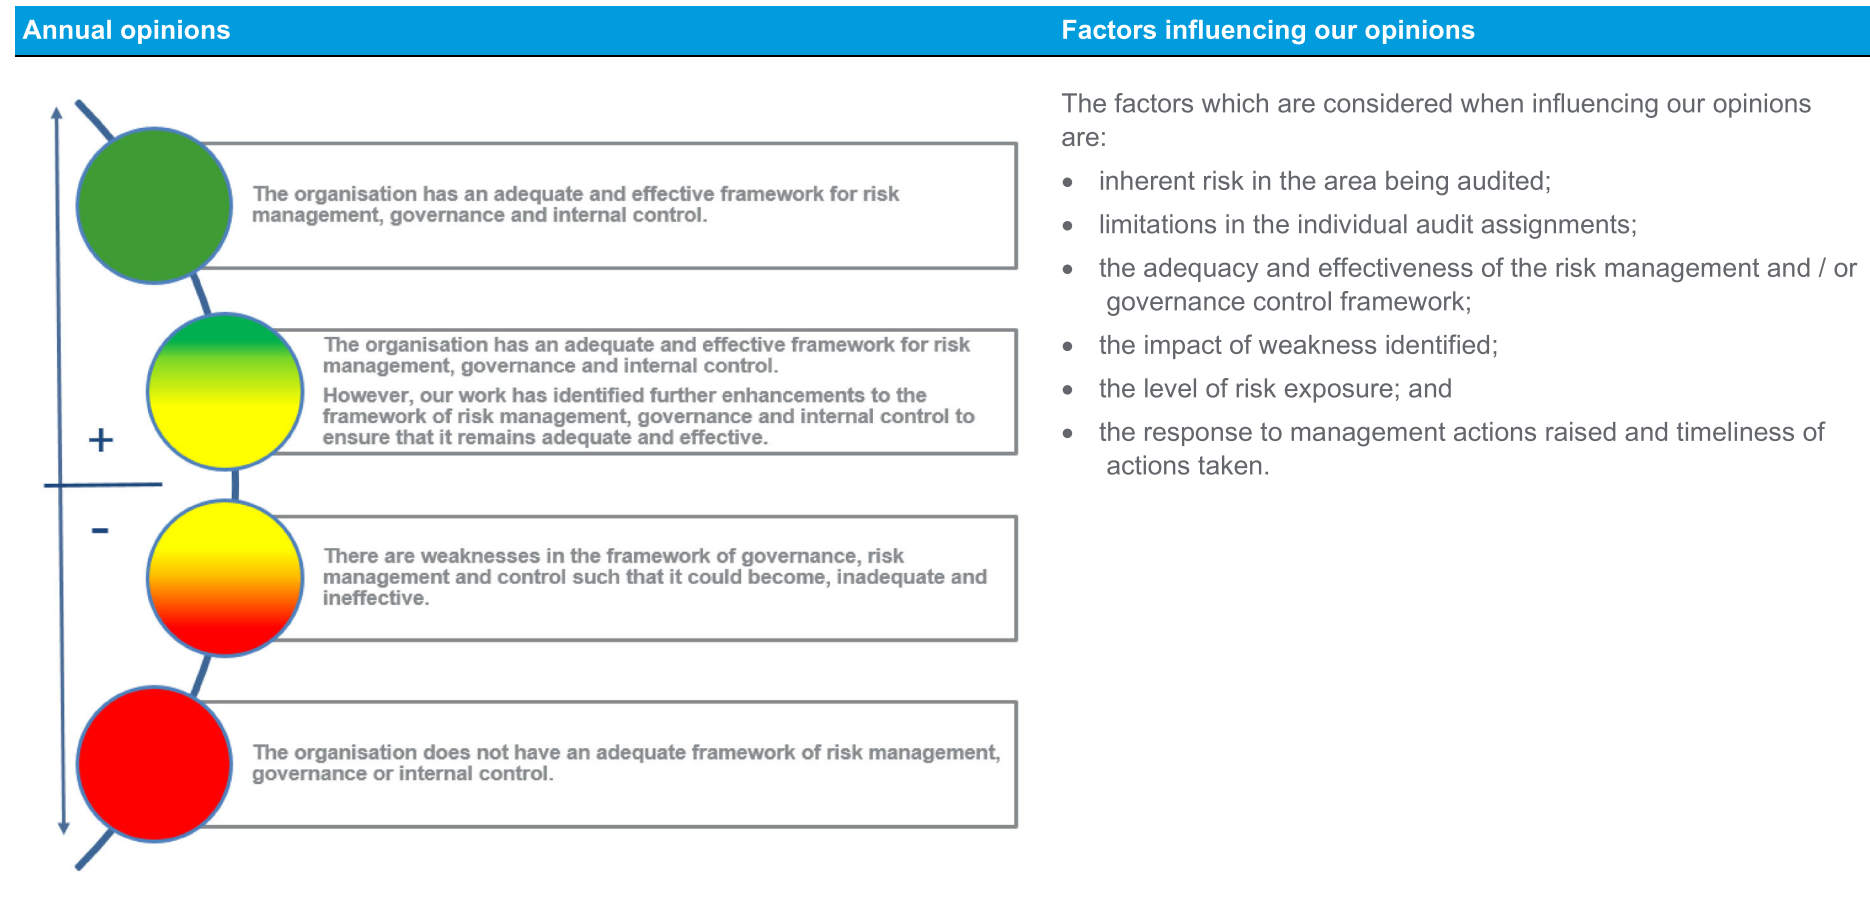 Annual opinions
Factors influencing our opinions
The organisation has an adequate and effective framework for risk
management, governance and internal control.
The organisation has an adequate and effective framework for risk
management, governance and internal control.
However, our work has identified further enhancements to the
framework of risk management, governance and internal control to
ensure that it remains adequate and effective.
+
-
There are weaknesses in the framework of governance, risk
management and control such that it could become, inadequate and
ineffective.
The organisation does not have an adequate framework of risk management,
governance or internal control.
The factors which are considered when influencing our opinions
are:
• inherent risk in the area being audited;
• limitations in the individual audit assignments;
• the adequacy and effectiveness of the risk management and / or
governance control framework;
• the impact of weakness identified;
• the level of risk exposure; and
• the response to management actions raised and timeliness of
actions taken.